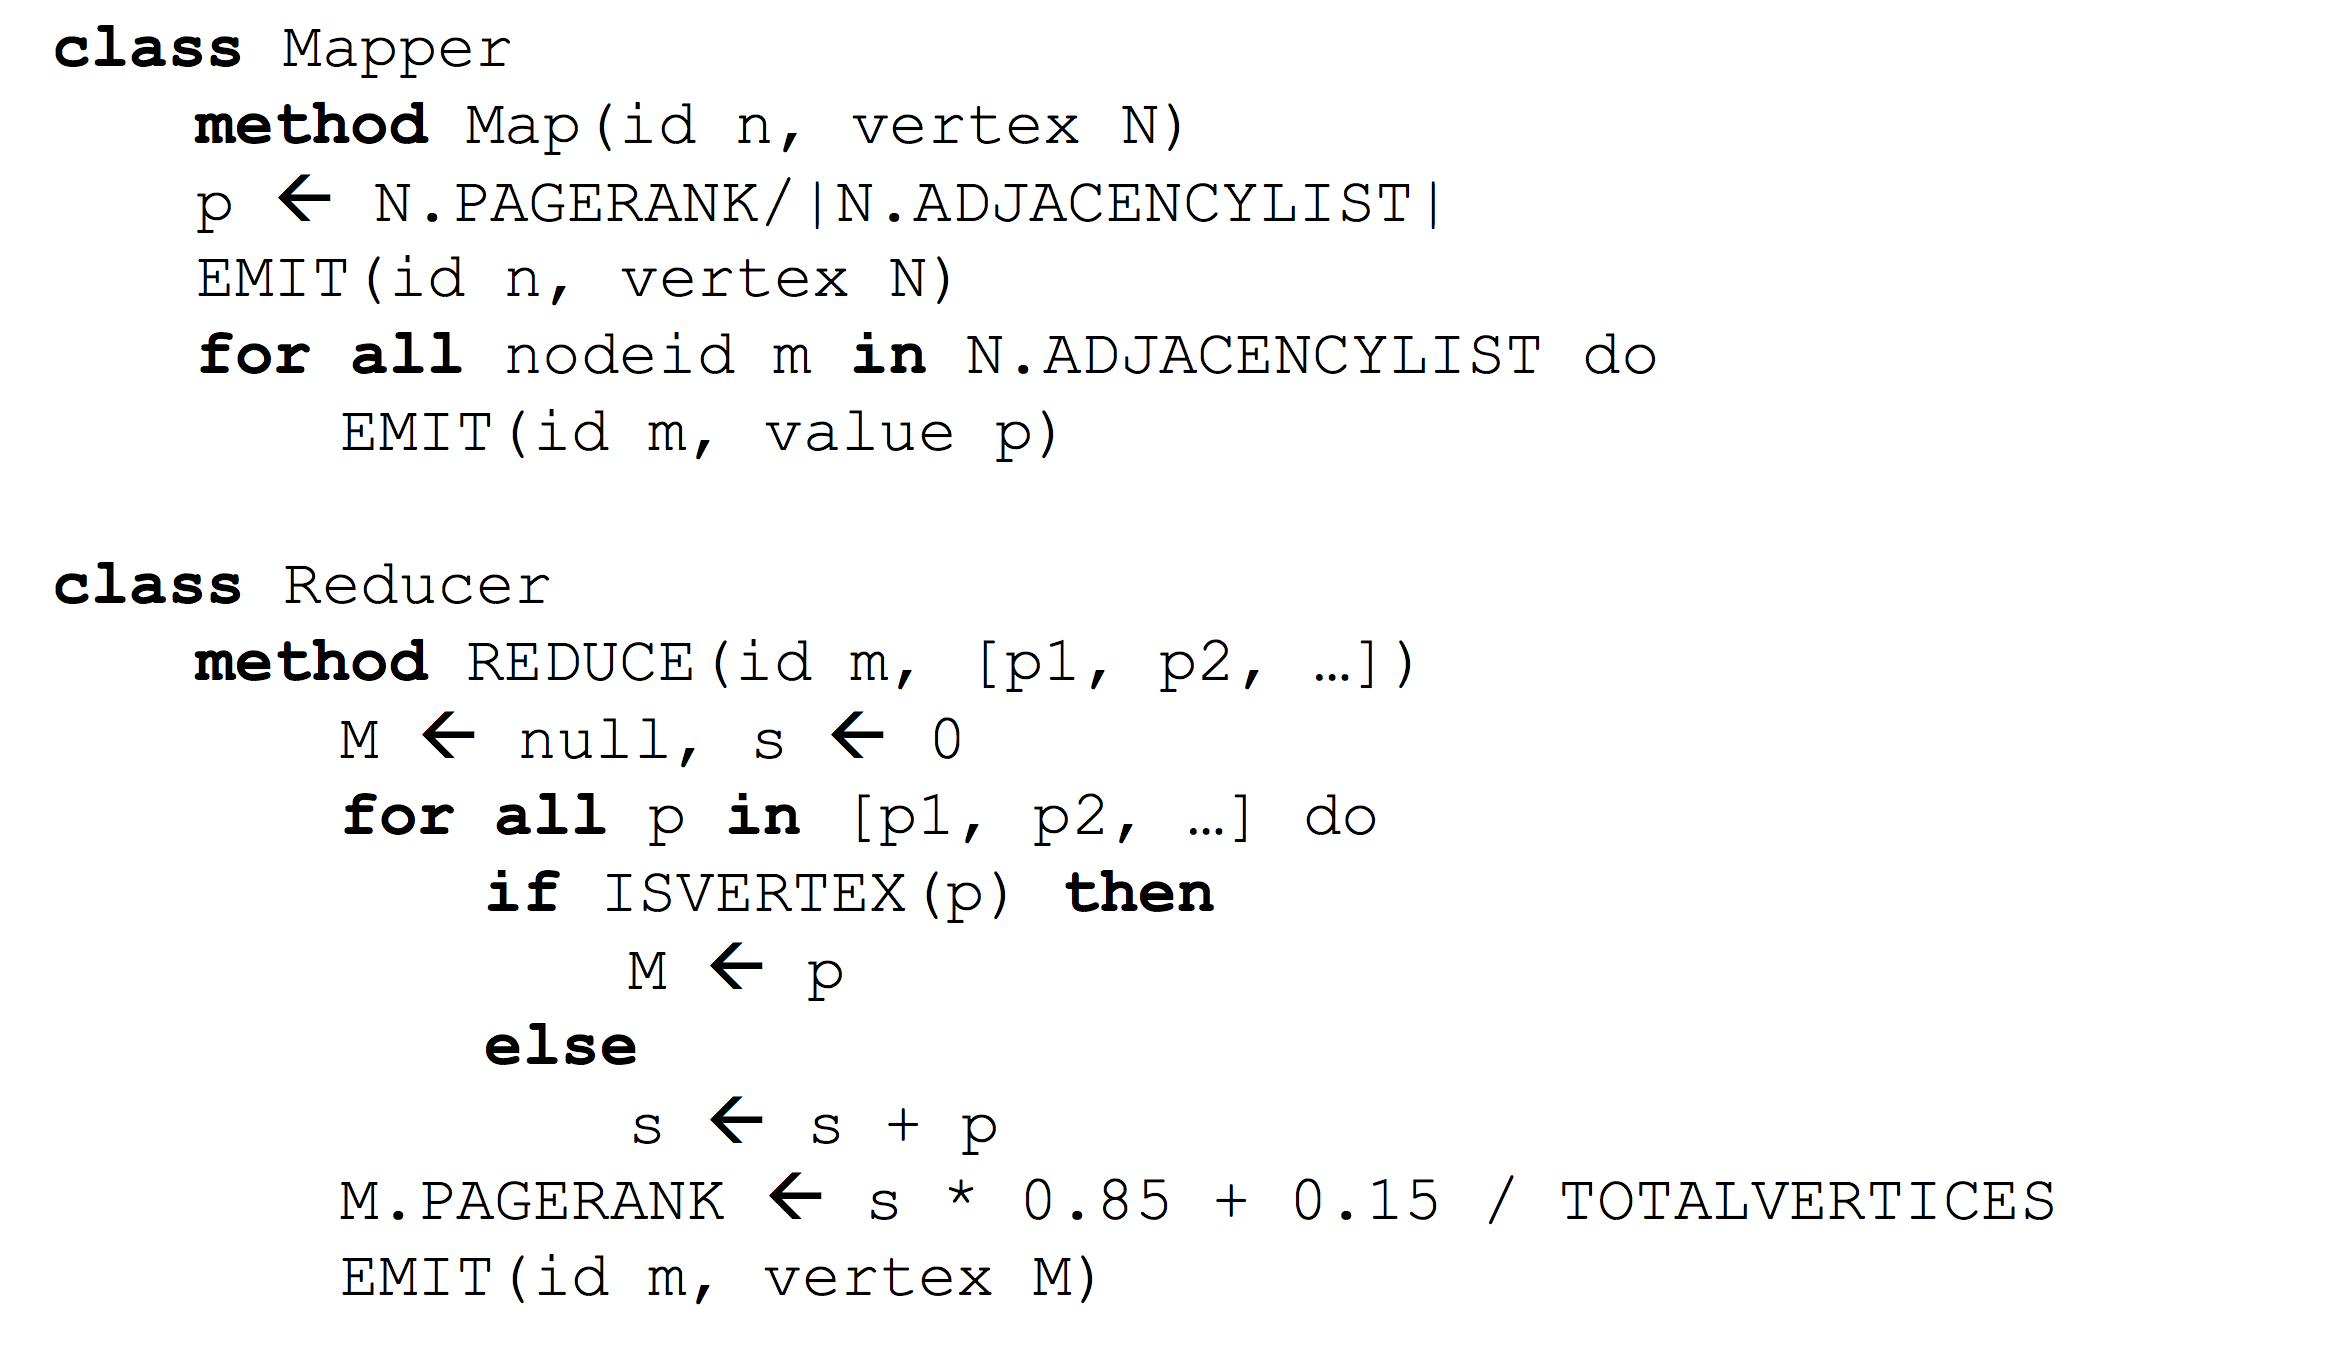 class Mapper
method Map(id n, vertex N)
p ← N.PAGERANK/|N.ADJACENCYLIST|
EMIT(id n, vertex N)
for all nodeid m in N.ADJACENCYLIST do
EMIT(id m, value p)
class Reducer
method REDUCE(id m, [p1, p2, …])
M ← null, s ← 0
for all p in [p1, p2, …] do
if ISVERTEX(p) then
M ← p
else
s ← s + p
M.PAGERANK ← s * 0.85 + 0.15 / TOTALVERTICES
EMIT(id m, vertex M)